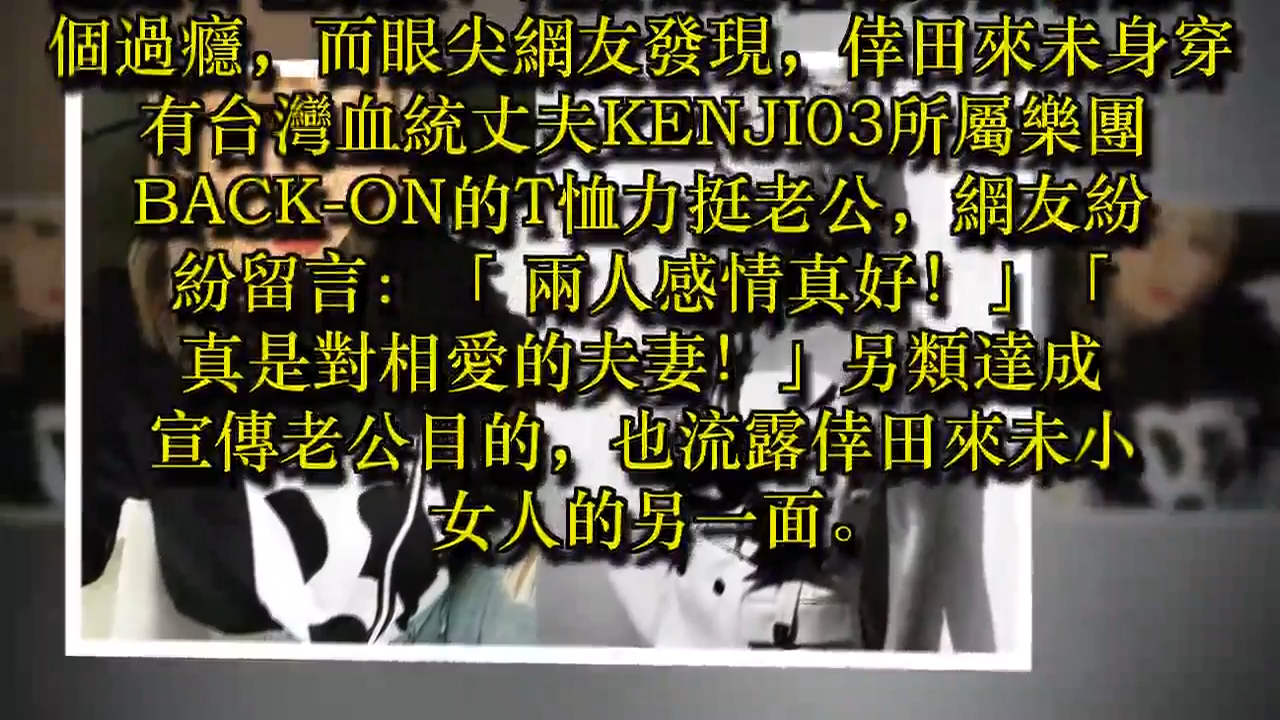 個過癮，而眼尖網友發現，倖田來未身穿
有台灣血統丈夫KENJI03所屬樂團
BACK-ON的T恤力挺老公，網友紛
紛留言：「 兩人感情真好！」「
真是對相愛的夫妻！」另類達成
宣傳老公目的，也流露倖田來未小
女人的另一面。